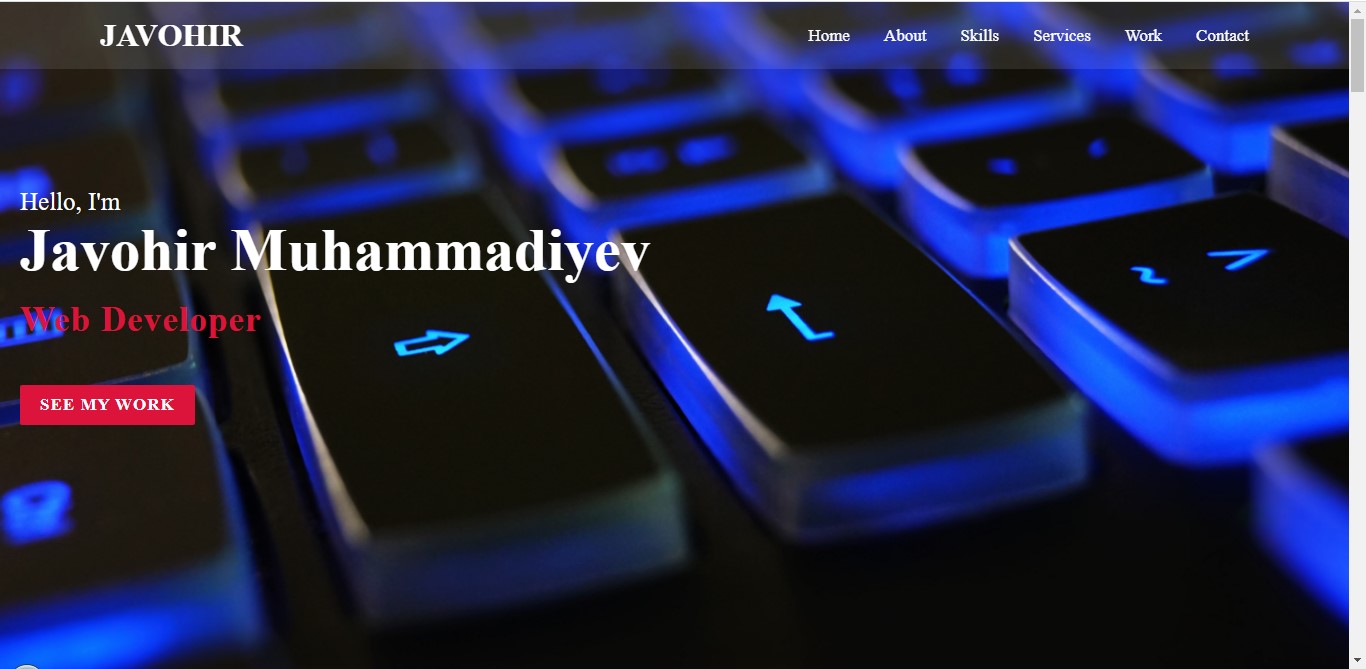 JAVOHIR
Home About Skills Services Work Contact
Hello, I'm
Javohir Muhammadiyev
Web Developer
SEE MY WORK